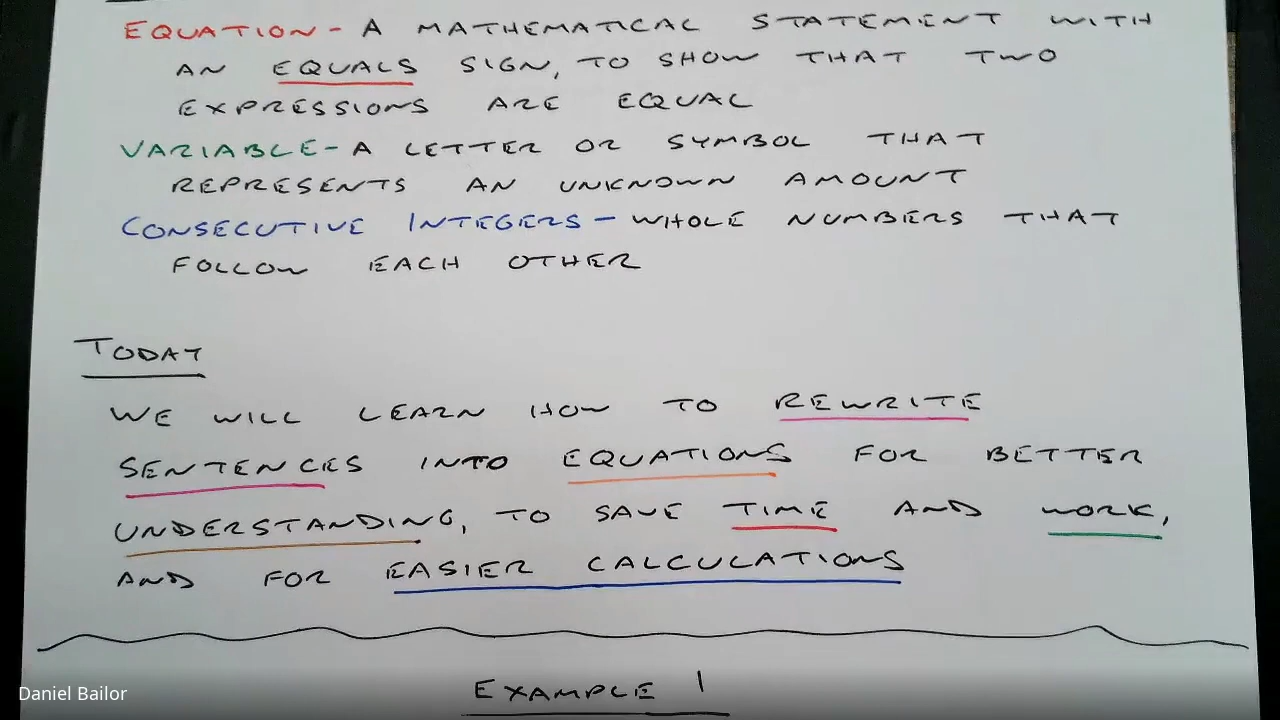 EQUATION - A MATHEMATICAL STATEMENT WITH
AN EQUALS SIGN, TO SHOW THAT TWO
EXPRESSIONS ARE EQUAL
VARIABLE - A LETTER OR SYMBOL THAT
REPRESENTS AN UNKNOWN AMOUNT
CONSECUTIVE INTEGERS - WHOLE NUMBERS THAT
FOLLOW EACH OTHER
TODAY
WE WILL LEARN HOW TO REWRITE
SENTENCES INTO EQUATIONS FOR BETTER
UNDERSTANDING, TO SAVE TIME AND WORK,
AND FOR EASIER CALCULATIONS
EXAMPLE 1
Daniel Bailor